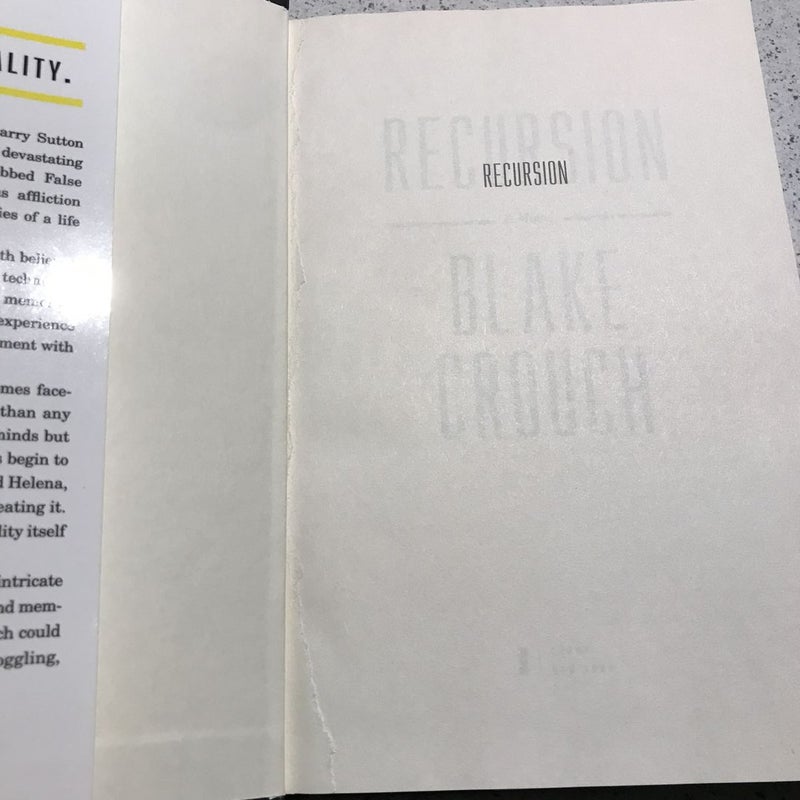 ALITY.
arry Sutton
devastating
bbed False
s affliction
ies of a life
th belie
tech
memo
experience
ment with
mes face-
than any
minds but
s begin to
d Helena,
eating it.
lity itself
intricate
nd mem-
ch could
oggling,
RECURSION
RECURSION
BLAKE
CROUCH